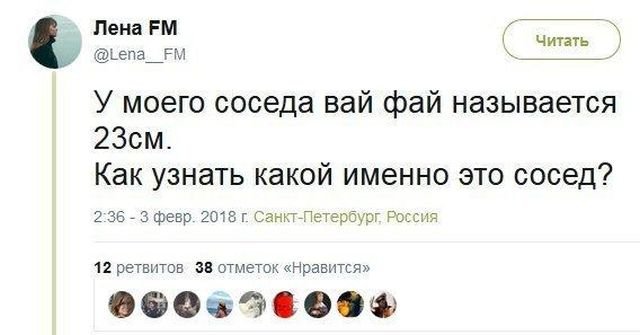 Лена FM
@Lena__FM
Читать
У моего соседа вай фай называется
23см.
Как узнать какой именно это сосед?
2:36 - 3 февр. 2018 г. Санкт-Петербург, Россия
12 ретвитов 38 отметок «Нравится»